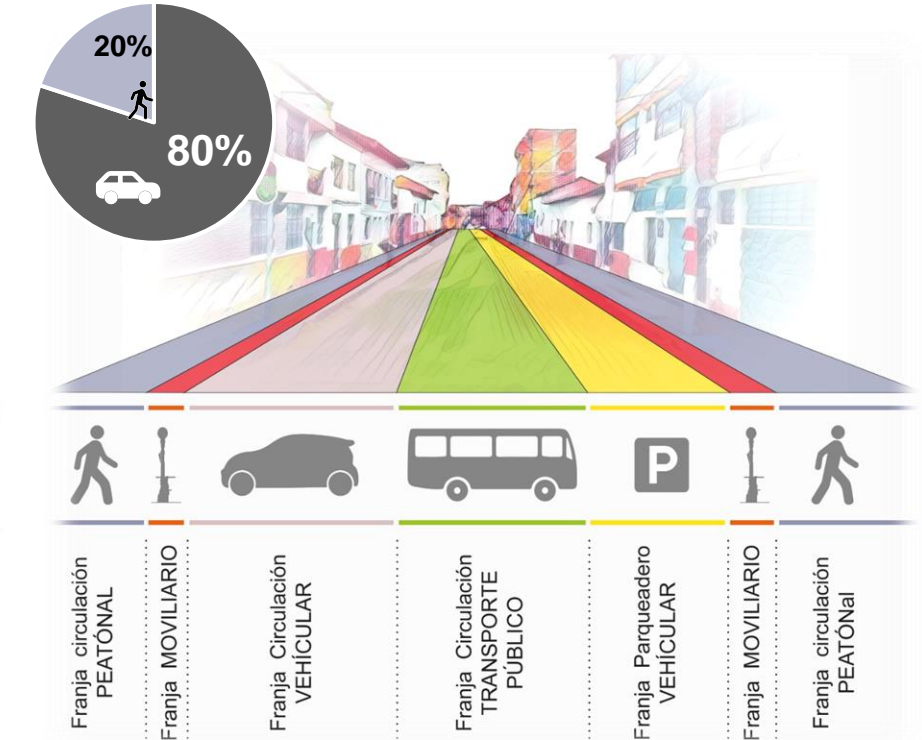 20%
80%
P
Franja circulación
PEATÓNAL
Franja MOVILIARIO
Franja Circulación
VEHÍCULAR
Franja Circulación
TRANSPORTE
PÚBLICO
Franja Parqueadero
VEHÍCULAR
Franja MOVILIARIO
Franja circulación
PEATÓNal